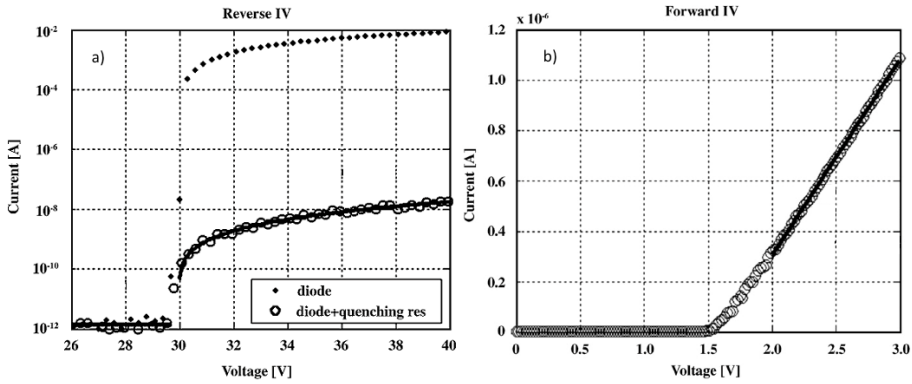 Reverse IV
a)
Current [A]
10⁻²
10⁻⁴
10⁻⁶
10⁻⁸
10⁻¹⁰
10⁻¹²
diode
diode+quenching res
26 28 30 32 34 36 38 40
Voltage [V]
Forward IV
x 10⁻⁶
b)
Current [A]
1.2
1.0
0.8
0.6
0.4
0.2
0
0 0.5 1.0 1.5 2.0 2.5 3.0
Voltage [V]